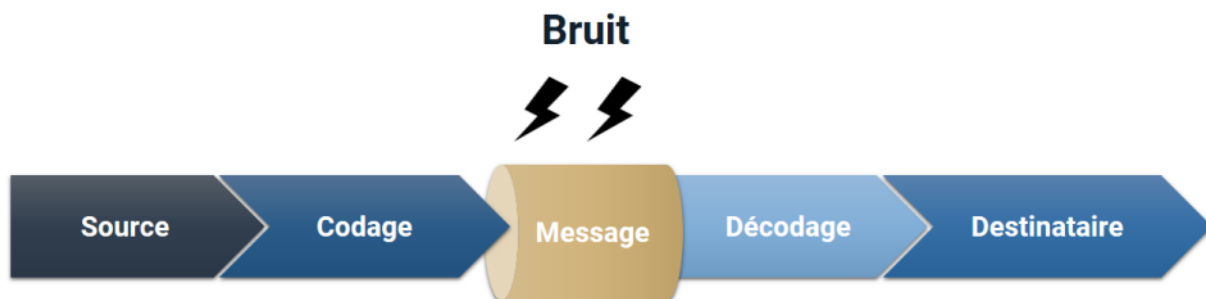 Bruit
Source
Codage
Message
Décodage
Destinataire